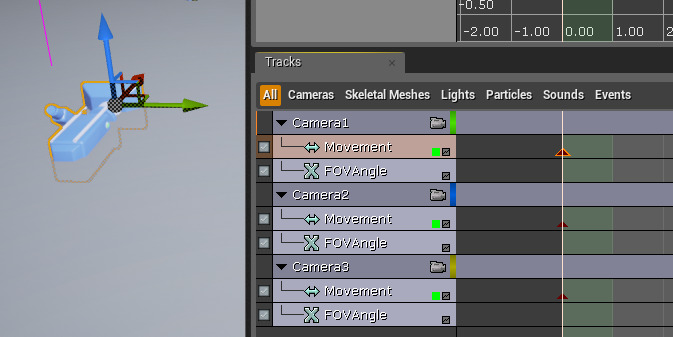 -0.50
-2.00 -1.00 0.00 1.00 2
Tracks ×
All Cameras Skeletal Meshes Lights Particles Sounds Events
Camera1
Movement
FOVAngle
Camera2
Movement
FOVAngle
Camera3
Movement
FOVAngle